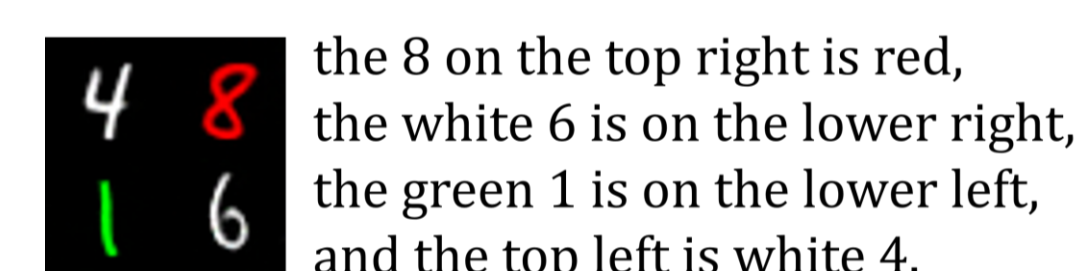 4 8
1 6
the 8 on the top right is red,
the white 6 is on the lower right,
the green 1 is on the lower left,
and the top left is white 4.